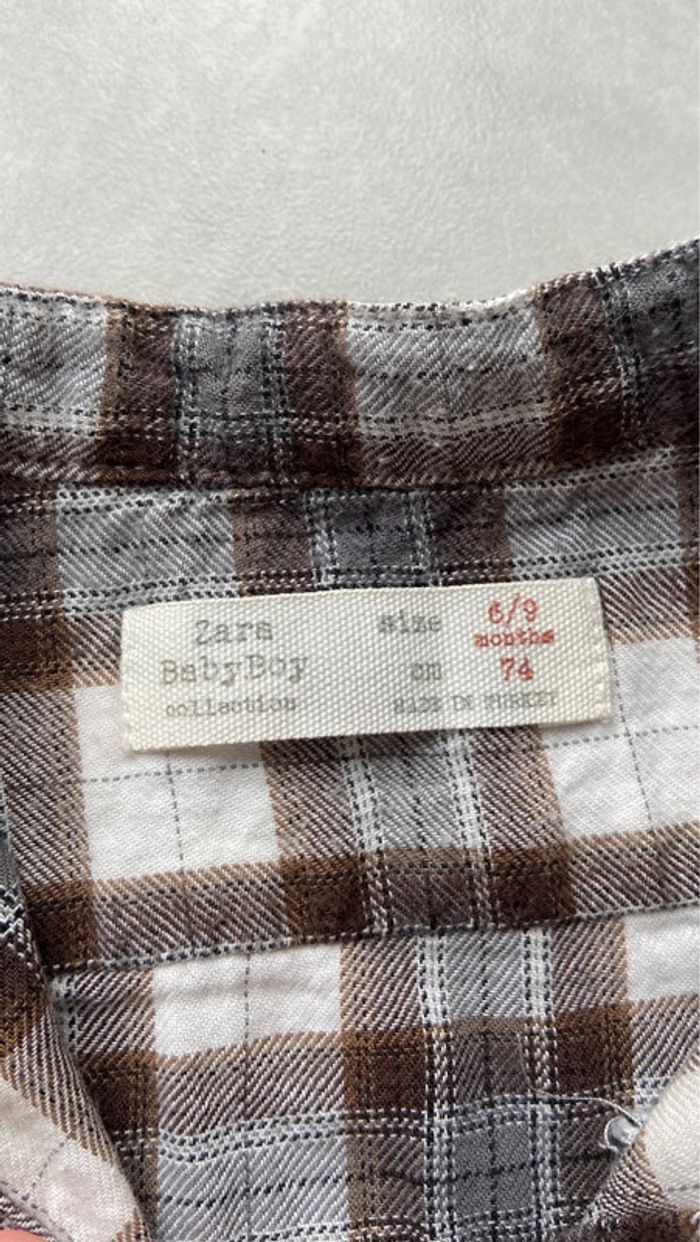 Zara
BabyBoy
collection
size 6/9
months
cm 74
MADE IN TURKEY